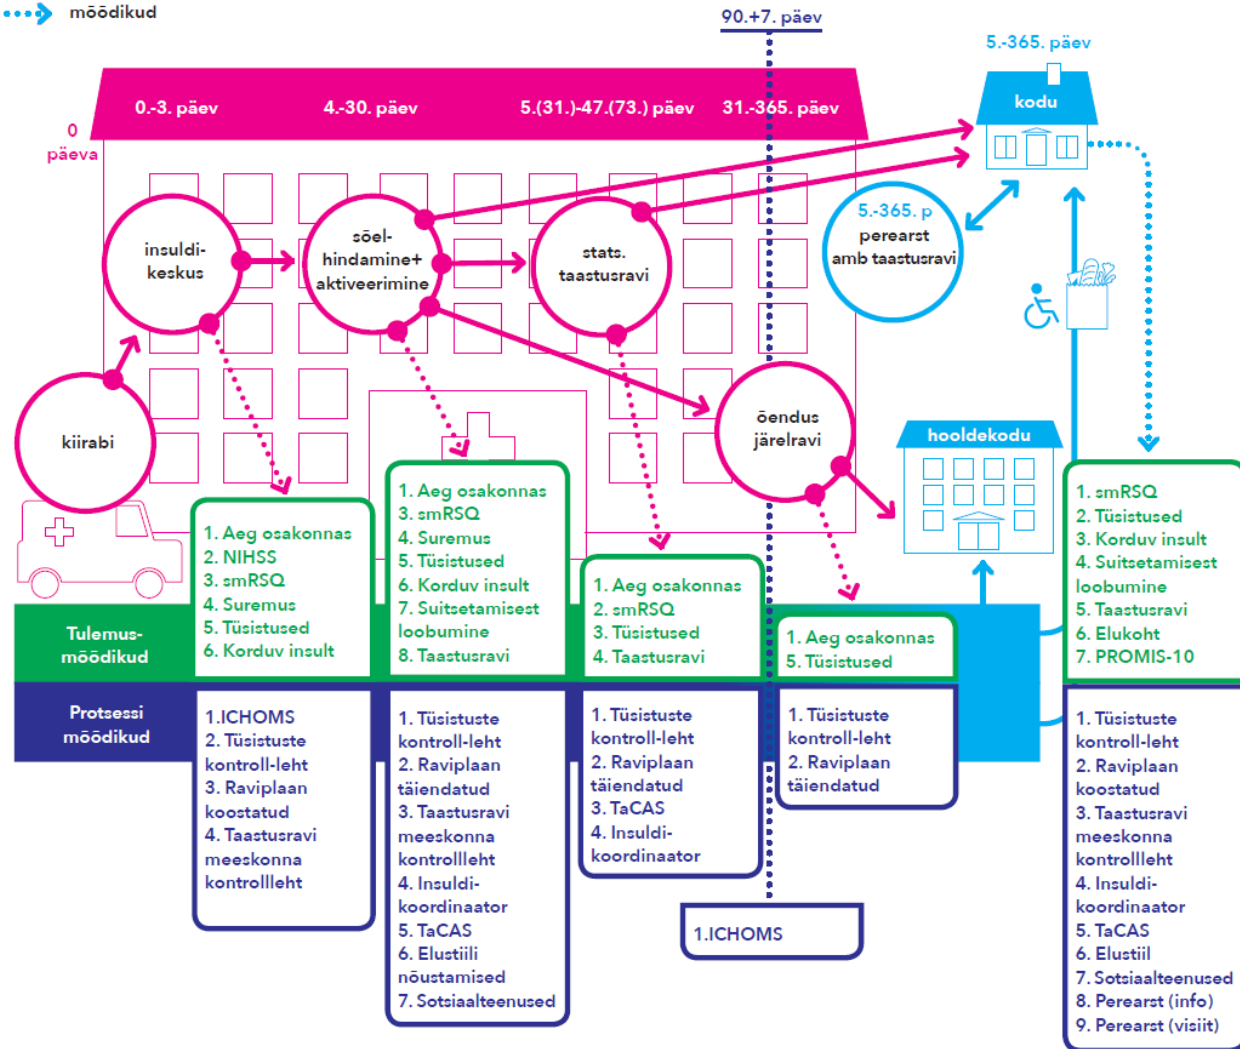 mõõdikud
90.+7. päev
5.-365. päev
0.-3. päev
4.-30. päev
5.(31.)-47.(73.) päev
31.-365. päev
kodu
0
päeva
insuldi-
keskus
sõel-
hindamine+
aktiveerimine
stats.
taastusravi
5.-365. p
perearst
amb taastusravi
kiirabi
õendus
järelravi
hooldekodu
Tulemus-
mõõdikud
1. Aeg osakonnas
2. NIHSS
3. smRSQ
4. Suremus
5. Tüsistused
6. Korduv insult
1. Aeg osakonnas
3. smRSQ
4. Suremus
5. Tüsistused
6. Korduv insult
7. Suitsetamisest
loobumine
8. Taastusravi
1. Aeg osakonnas
2. smRSQ
3. Tüsistused
4. Taastusravi
1. Aeg osakonnas
5. Tüsistused
1. smRSQ
2. Tüsistused
3. Korduv insult
4. Suitsetamisest
loobumine
5. Taastusravi
6. Elukoht
7. PROMIS-10
Protsessi
mõõdikud
1.ICHOMS
2. Tüsistuste
kontroll-leht
3. Raviplaan
koostatud
4. Taastusravi
meeskonna
kontrollleht
1. Tüsistuste
kontroll-leht
2. Raviplaan
täiendatud
3. Taastusravi
meeskonna
kontrollleht
4. Insuldi-
koordinaator
5. TaCAS
6. Elustiili
nõustamised
7. Sotsiaalteenused
1. Tüsistuste
kontroll-leht
2. Raviplaan
täiendatud
3. TaCAS
4. Insuldi-
koordinaator
1. Tüsistuste
kontroll-leht
2. Raviplaan
täiendatud
1.ICHOMS
1. Tüsistuste
kontroll-leht
2. Raviplaan
koostatud
3. Taastusravi
meeskonna
kontrollleht
4. Insuldi-
koordinaator
5. TaCAS
6. Elustiil
7. Sotsiaalteenused
8. Perearst (info)
9. Perearst (visiit)